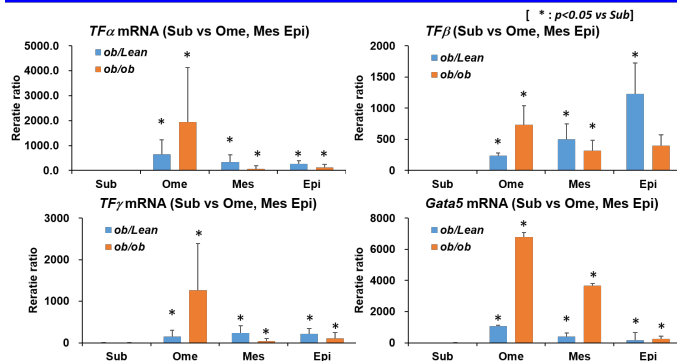 [ * : p<0.05 vs Sub]
TFα mRNA (Sub vs Ome, Mes Epi)
5000.0
4000.0
3000.0
2000.0
1000.0
0.0
Reratie ratio
ob/Lean
ob/ob
* * * * * *
Sub Ome Mes Epi
TFβ (Sub vs Ome, Mes Epi)
2000
1500
1000
500
0
Reratie ratio
ob/Lean
ob/ob
* * * * *
Sub Ome Mes Epi
TFγ mRNA (Sub vs Ome, Mes Epi)
3000
2000
1000
0
Reratie ratio
ob/Lean
ob/ob
* * * * * *
Sub Ome Mes Epi
Gata5 mRNA (Sub vs Ome, Mes Epi)
8000
6000
4000
2000
0
Reratie ratio
ob/Lean
ob/ob
* * * * * *
Sub Ome Mes Epi